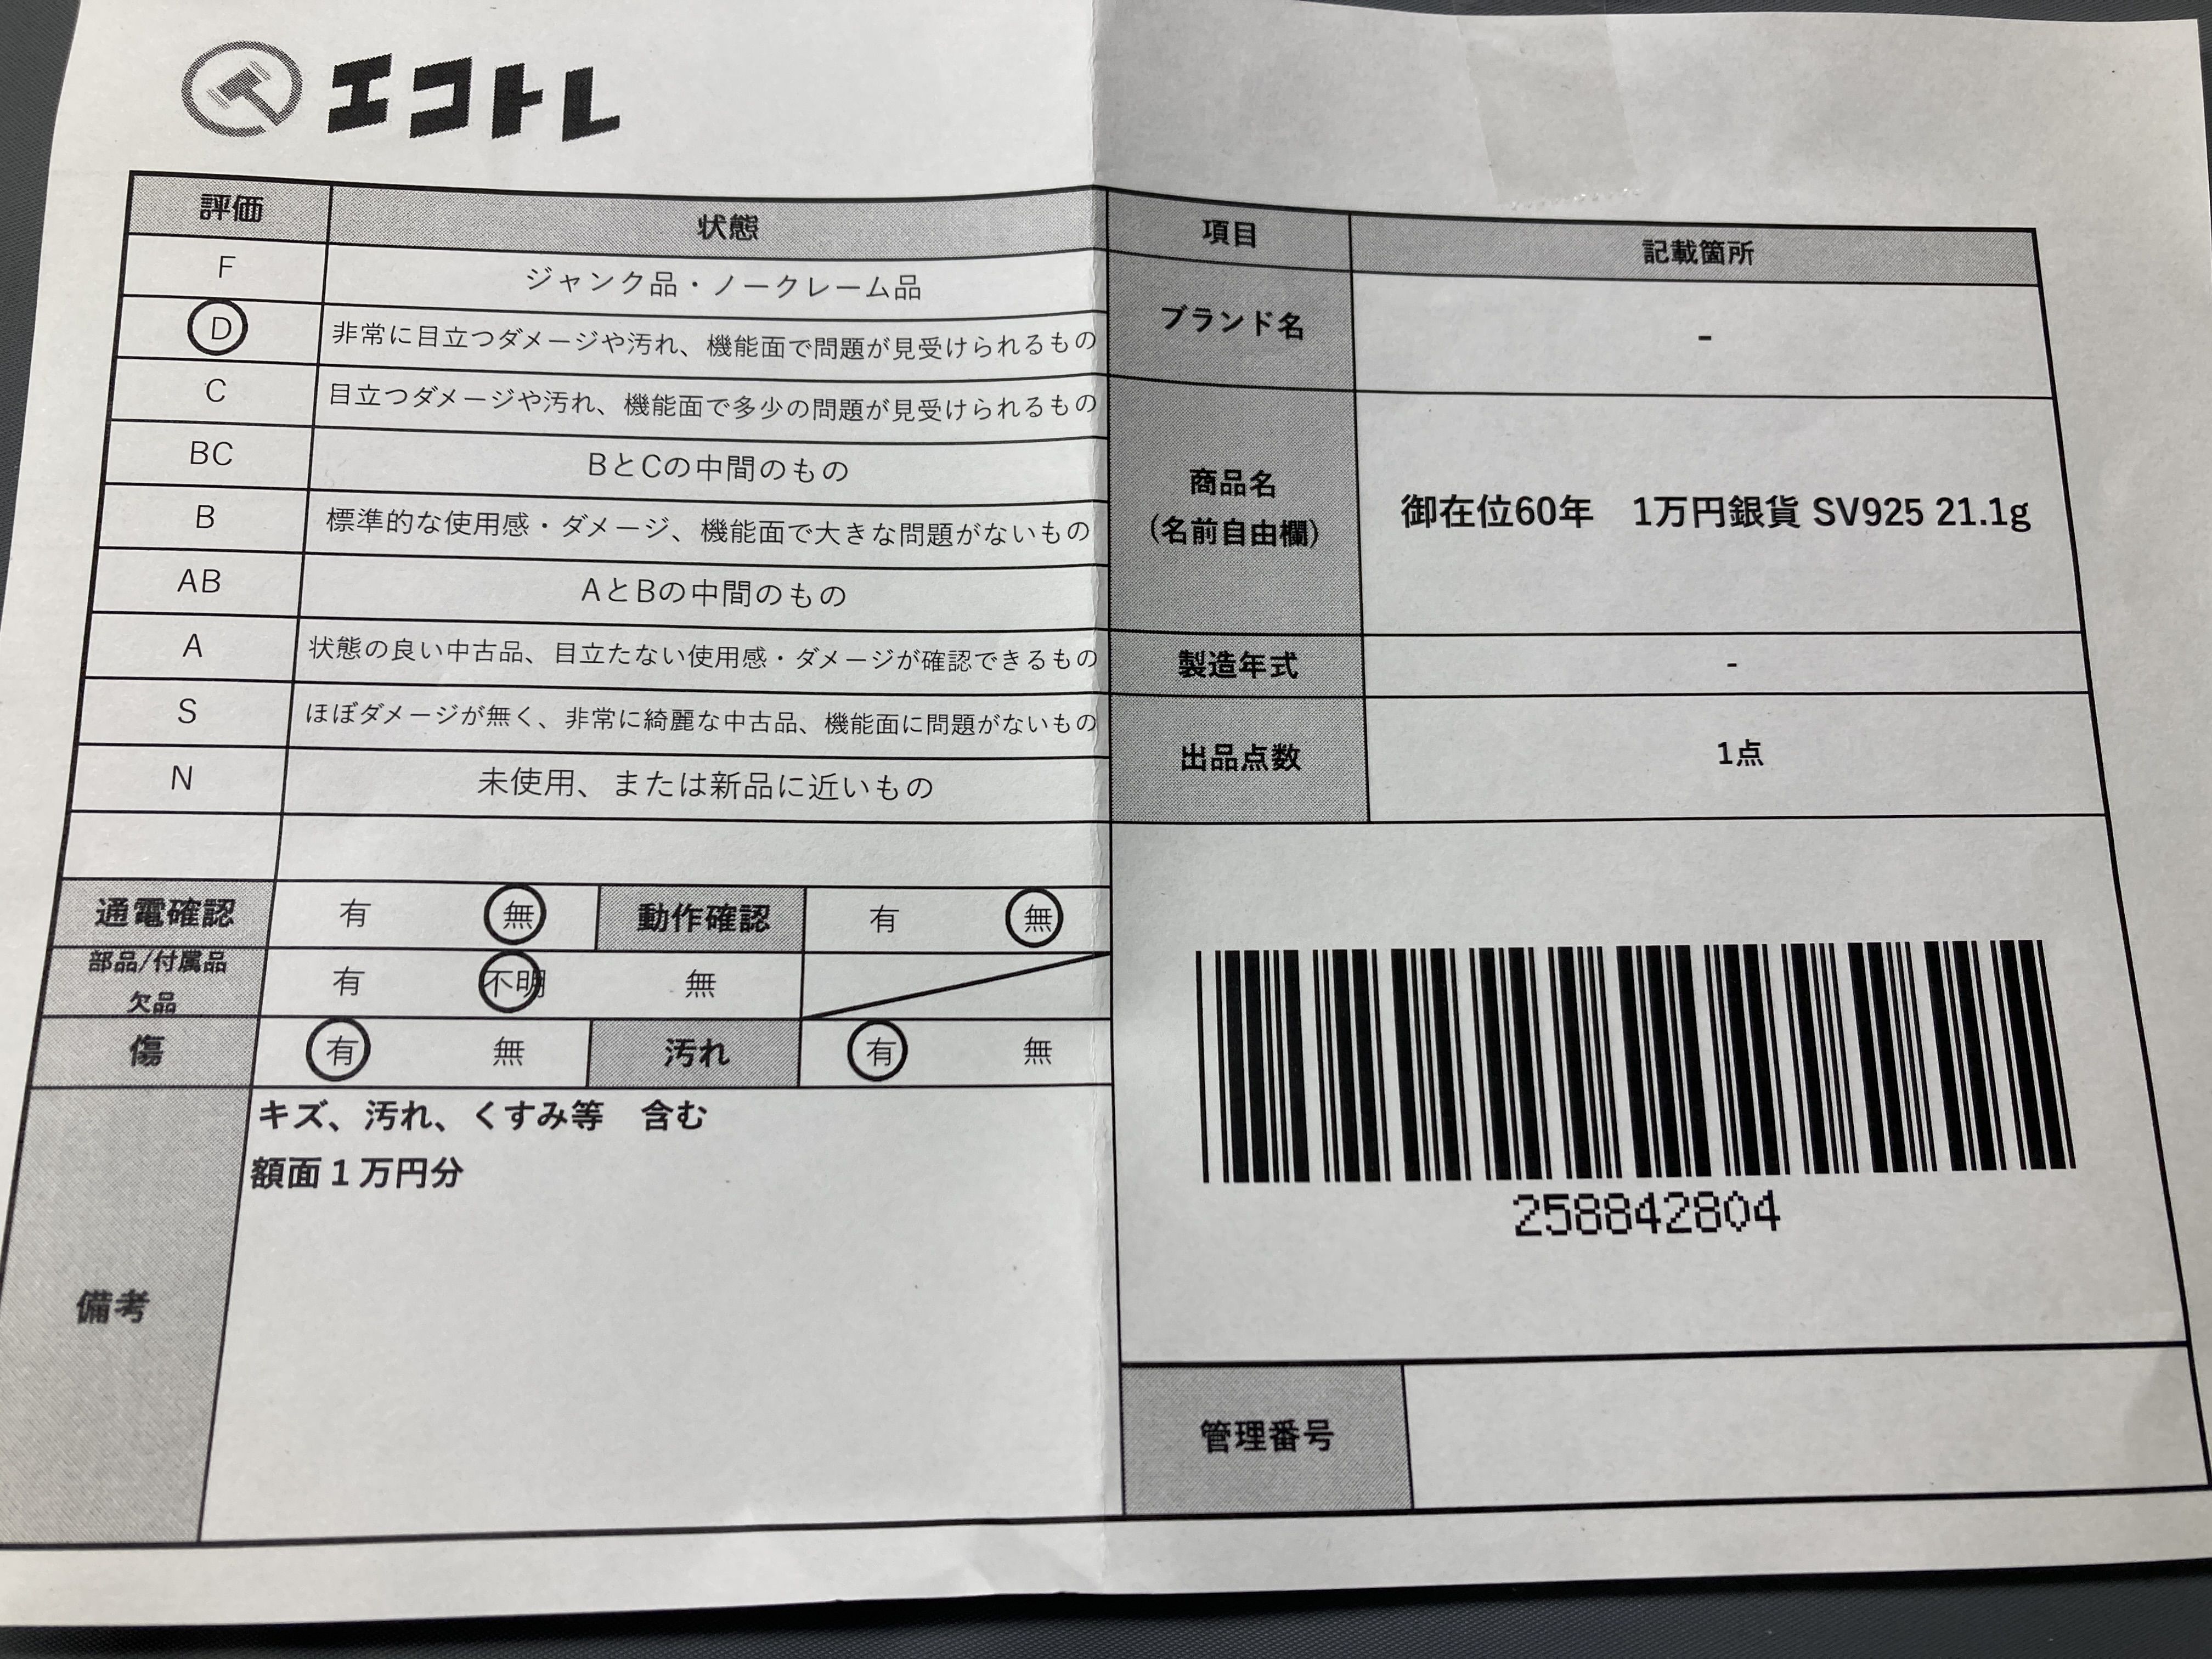 エコトレ
評価 状態
F ジャンク品・ノークレーム品
D 非常に目立つダメージや汚れ、機能面で問題が見受けられるもの
C 目立つダメージや汚れ、機能面で多少の問題が見受けられるもの
BC BとCの中間のもの
B 標準的な使用感・ダメージ、機能面で大きな問題がないもの
AB AとBの中間のもの
A 状態の良い中古品、目立たない使用感・ダメージが確認できるもの
S ほぼダメージが無く、非常に綺麗な中古品、機能面に問題がないもの
N 未使用、または新品に近いもの
通電確認 有 無 動作確認 有 無
部品/付属品
欠品
有 不明 無
傷 有 無 汚れ 有 無
備考
キズ、汚れ、くすみ等 含む
額面1万円分
項目 記載箇所
ブランド名 -
商品名
(名前自由欄)
御在位60年 1万円銀貨 SV925 21.1g
製造年式 -
出品点数 1点
258842804
管理番号